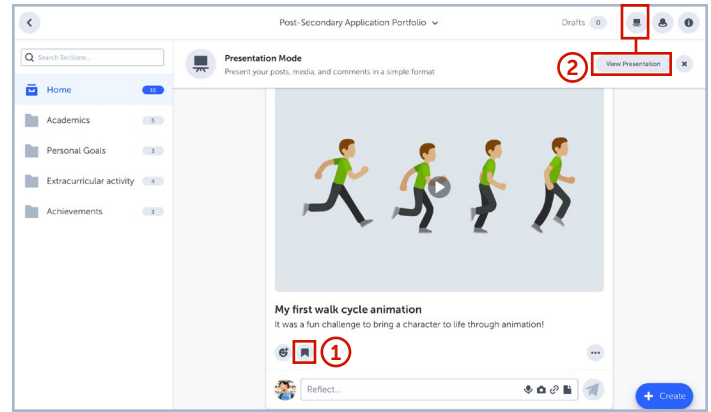 Post-Secondary Application Portfolio
Drafts 0
Search Sections...
Home 15
Academics 5
Personal Goals 3
Extracurricular activity 4
Achievements 3
Presentation Mode
Present your posts, media, and comments in a simple format
2
View Presentation
My first walk cycle animation
It was a fun challenge to bring a character to life through animation!
1
Reflect...
+ Create